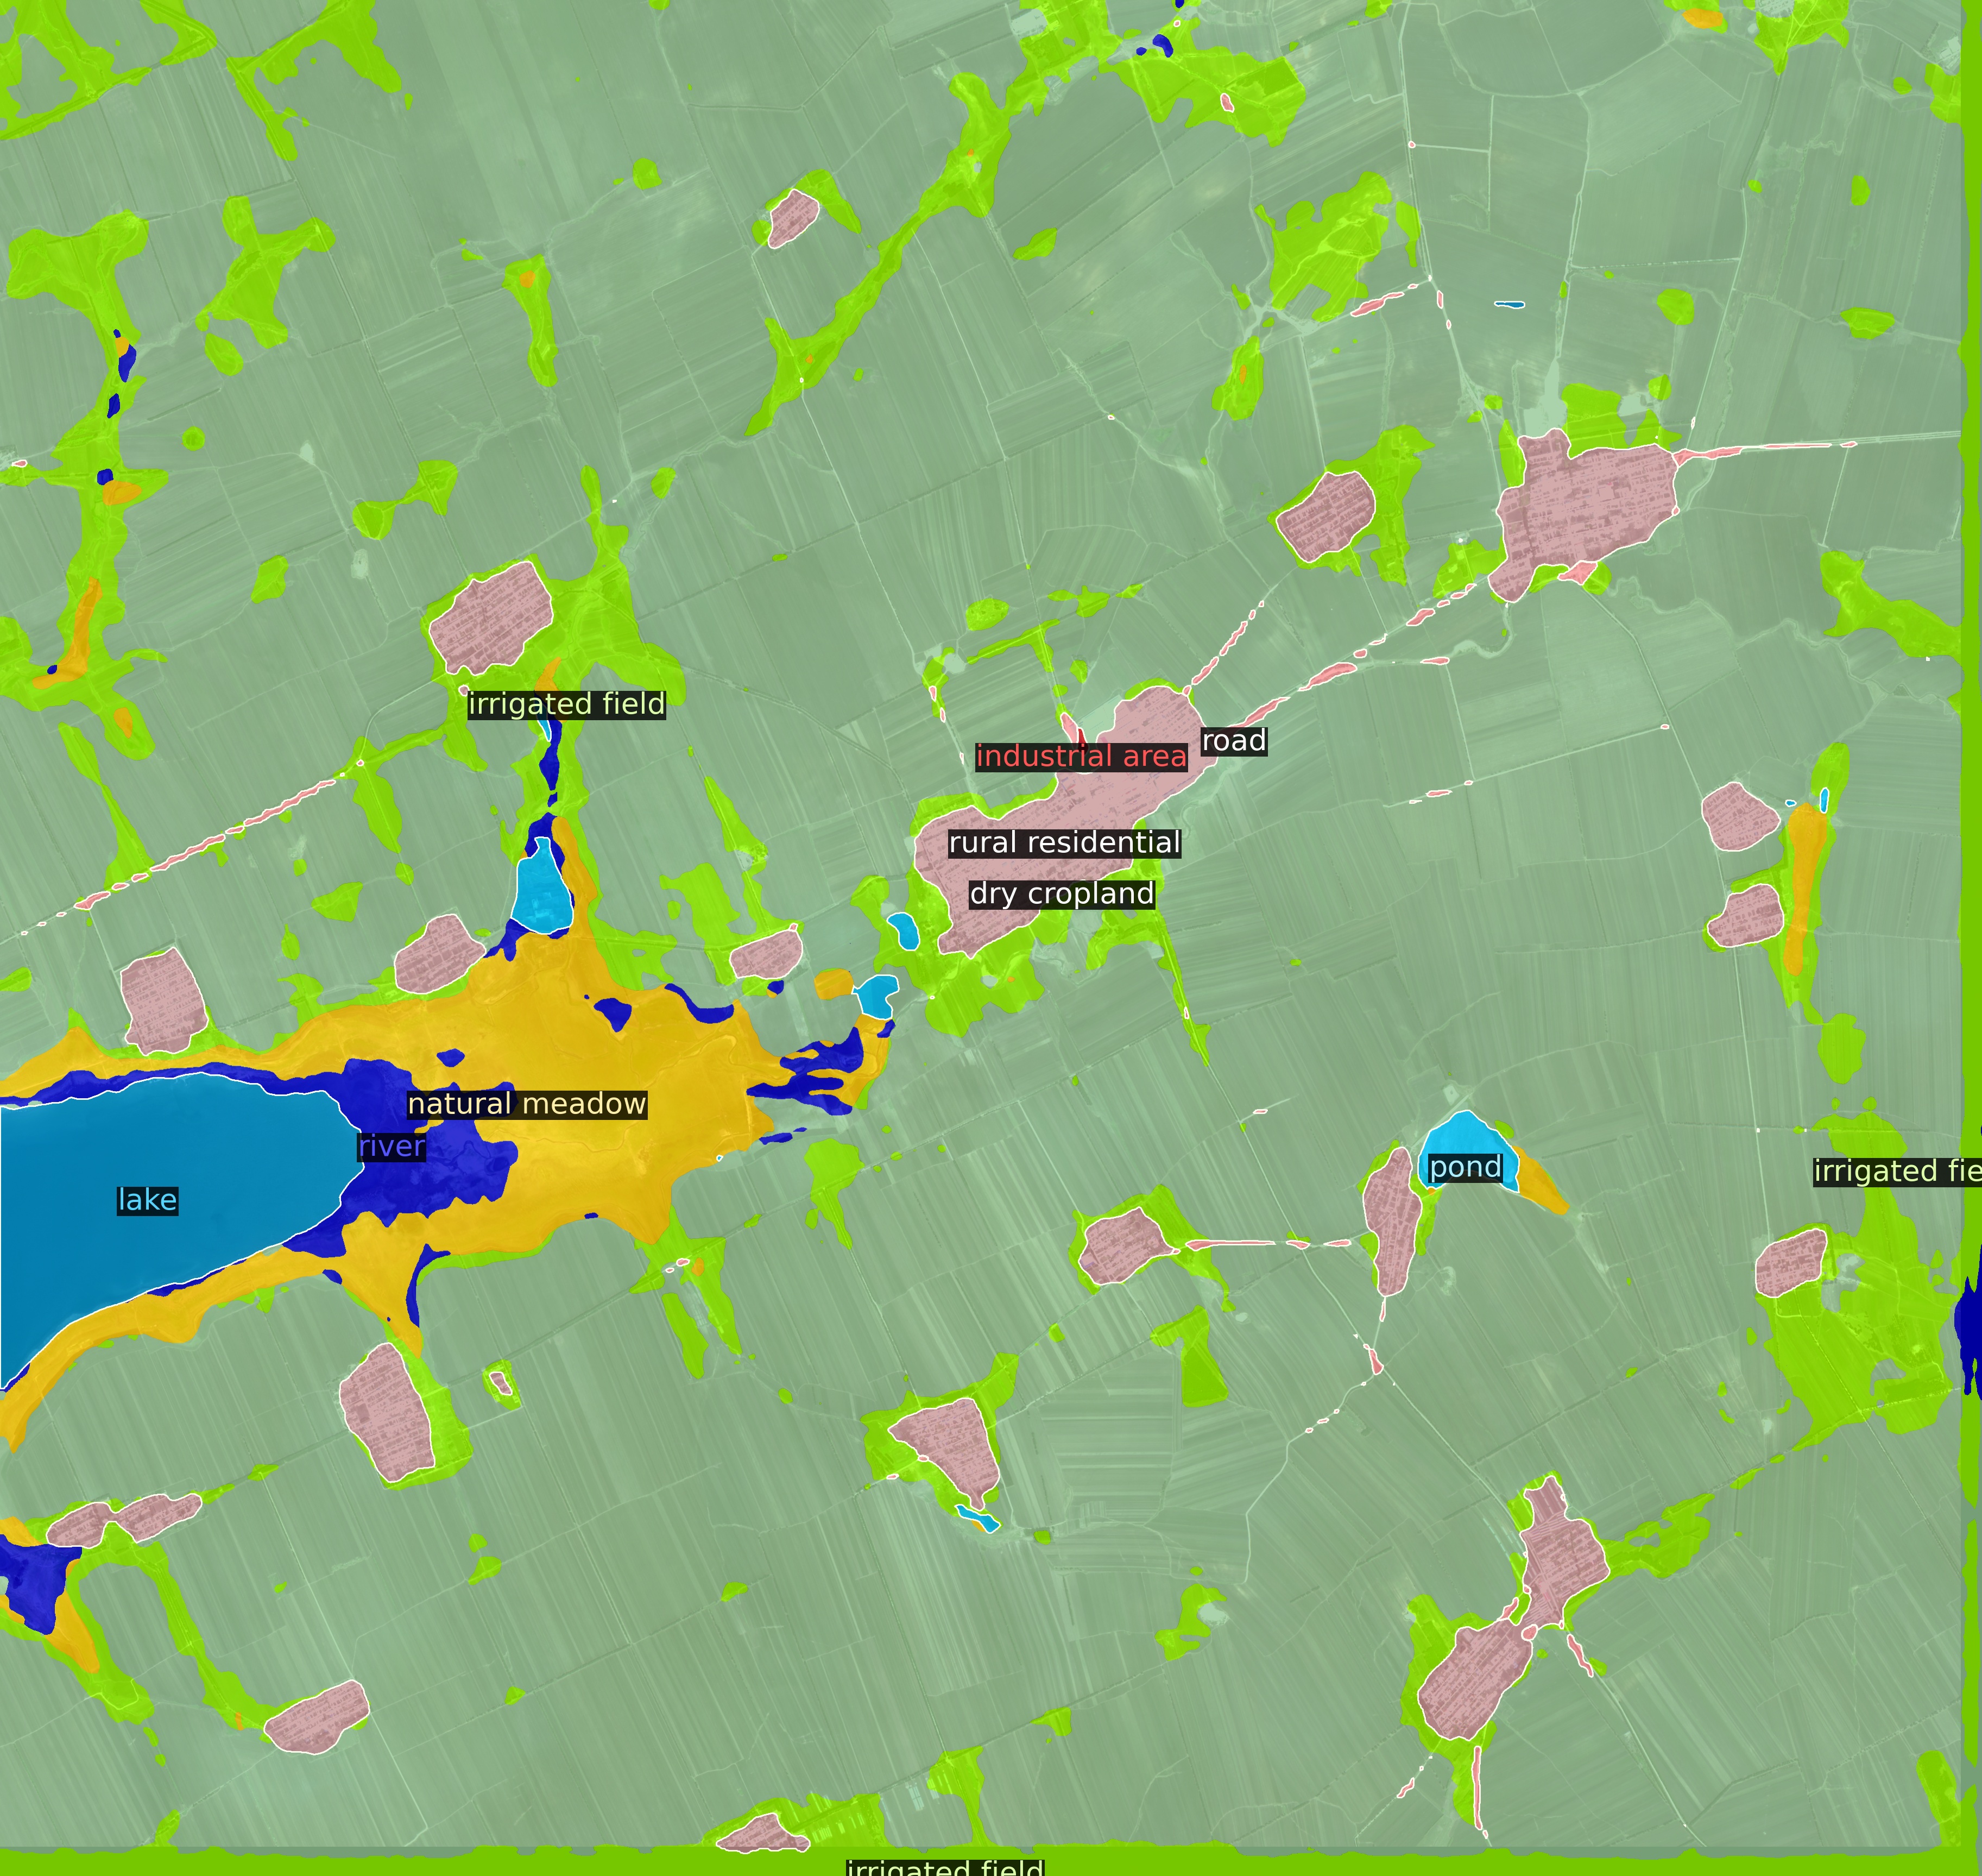 irrigated field
road
industrial area
rural residential
dry cropland
natural meadow
river
pond
irrigated fie
lake
irrigated field